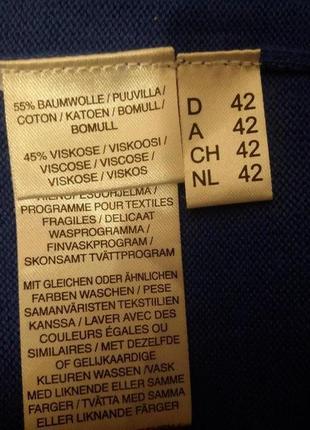 55% BAUMWOLLE / PUUVILLA /
COTON / KATOEN / BOMULL /
BOMULL
45% VISKOSE / VISKOOSI /
VISCOSE / VISCOSE /
VISKOSE / VISKOS
HIENOPESUOHJELMA /
PROGRAMME POUR TEXTILES
FRAGILES / DELICAAT
WASPROGRAMMA /
FINVASKPROGRAM /
SKONSAMT TVÄTTPROGRAM
MIT GLEICHEN ODER ÄHNLICHEN
FARBEN WASCHEN / PESE
SAMANVÄRISTEN TEKSTIILIEN
KANSSA / LAVER AVEC DES
COULEURS ÉGALES OU
SIMILAIRES / MET DEZELFDE
OF GELIJKAARDIGE
KLEUREN WASSEN / VASK
MED LIKNENDE ELLER SAMME
FARGER / TVÄTTA MED SAMMA
ELLER LIKNANDE FÄRGER
D 42
A 42
CH 42
NL 42